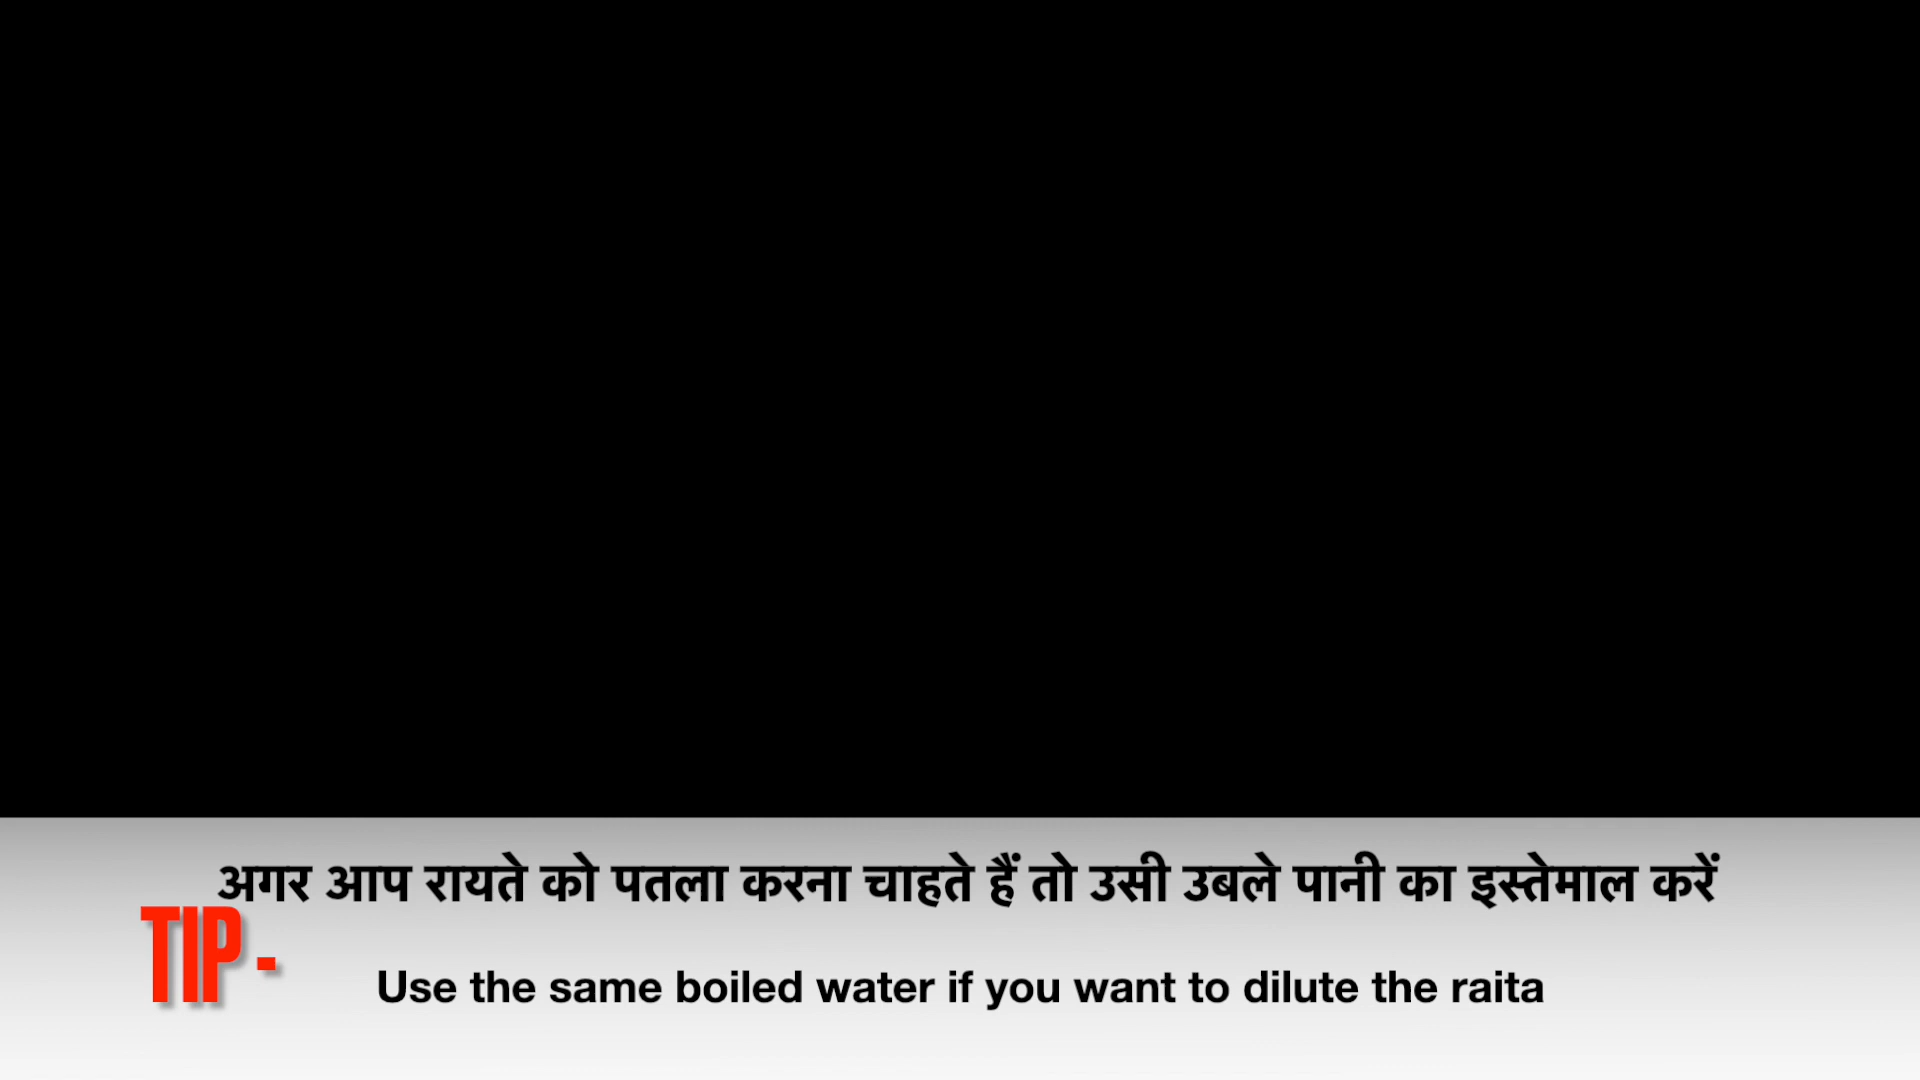 अगर आप रायते को पतला करना चाहते हैं तो उसी उबले पानी का इस्तेमाल करें
TIP -
Use the same boiled water if you want to dilute the raita